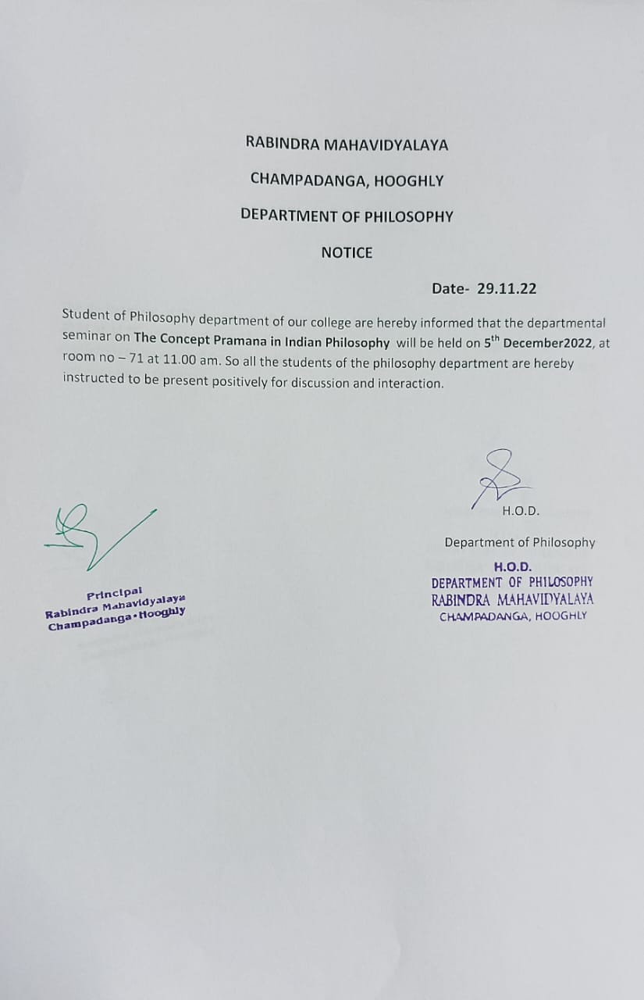 RABINDRA MAHAVIDYALAYA
CHAMPADANGA, HOOGHLY
DEPARTMENT OF PHILOSOPHY
NOTICE
Date- 29.11.22
Student of Philosophy department of our college are hereby informed that the departmental
seminar on The Concept Pramana in Indian Philosophy will be held on 5th December2022, at
room no – 71 at 11.00 am. So all the students of the philosophy department are hereby
instructed to be present positively for discussion and interaction.
H.O.D.
Department of Philosophy
H.O.D.
DEPARTMENT OF PHILOSOPHY
RABINDRA MAHAVIDYALAYA
CHAMPADANGA, HOOGHLY
Principal
Rabindra Mahavidyalaya
Champadanga•Hooghly